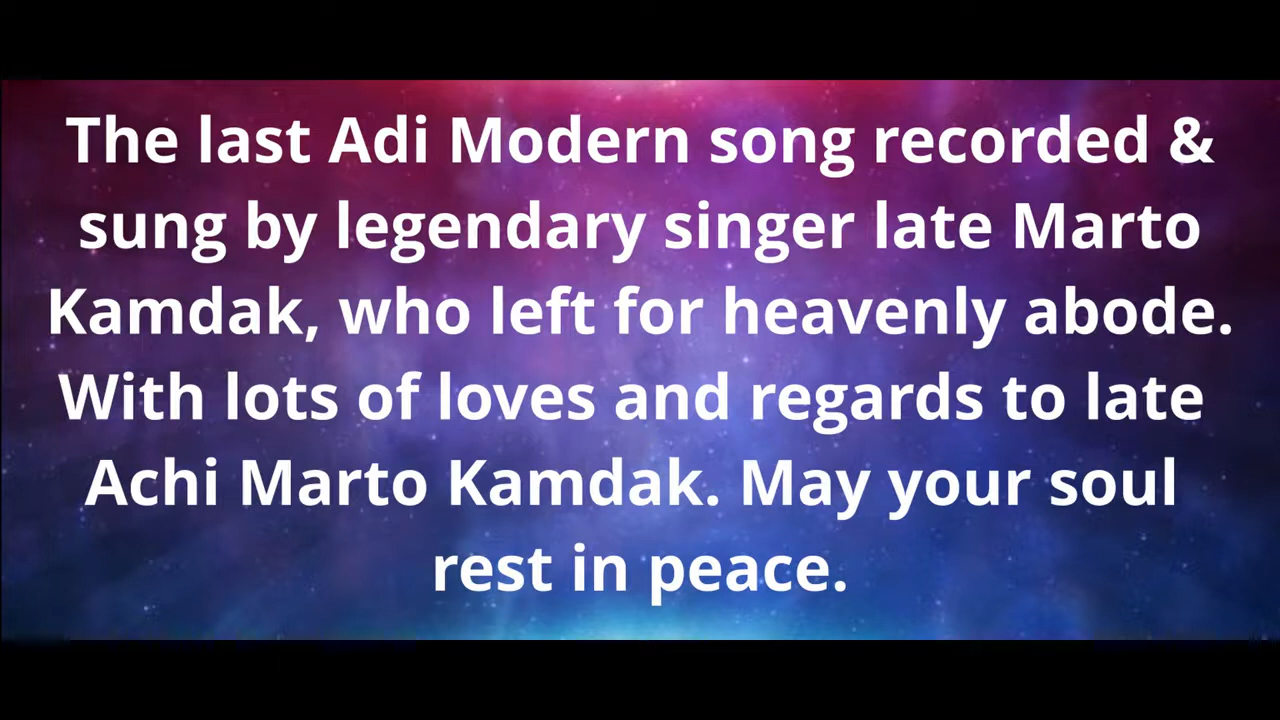 The last Adi Modern song recorded &
sung by legendary singer late Marto
Kamdak, who left for heavenly abode.
With lots of loves and regards to late
Achi Marto Kamdak. May your soul
rest in peace.